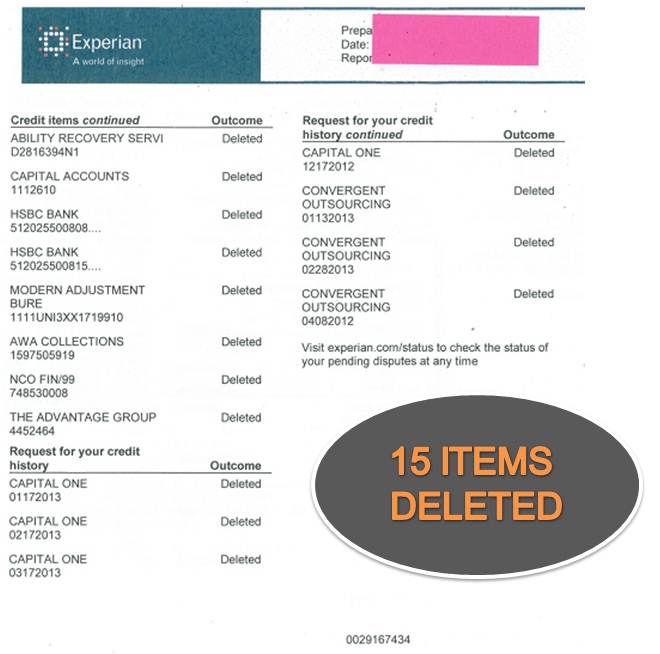 Experian
A world of insight
Prepa
Date:
Repor
Credit items continued Outcome
ABILITY RECOVERY SERVI Deleted
D2816394N1
CAPITAL ACCOUNTS Deleted
1112610
HSBC BANK Deleted
512025500808....
HSBC BANK Deleted
512025500815....
MODERN ADJUSTMENT Deleted
BURE
1111UNI3XX1719910
AWA COLLECTIONS Deleted
1597505919
NCO FIN/99 Deleted
748530008
THE ADVANTAGE GROUP Deleted
4452464
Request for your credit
history Outcome
CAPITAL ONE Deleted
01172013
CAPITAL ONE Deleted
02172013
CAPITAL ONE Deleted
03172013
Request for your credit
history continued Outcome
CAPITAL ONE Deleted
12172012
CONVERGENT Deleted
OUTSOURCING
01132013
CONVERGENT Deleted
OUTSOURCING
02282013
CONVERGENT Deleted
OUTSOURCING
04082012
Visit experian.com/status to check the status of
your pending disputes at any time
15 ITEMS
DELETED
0029167434